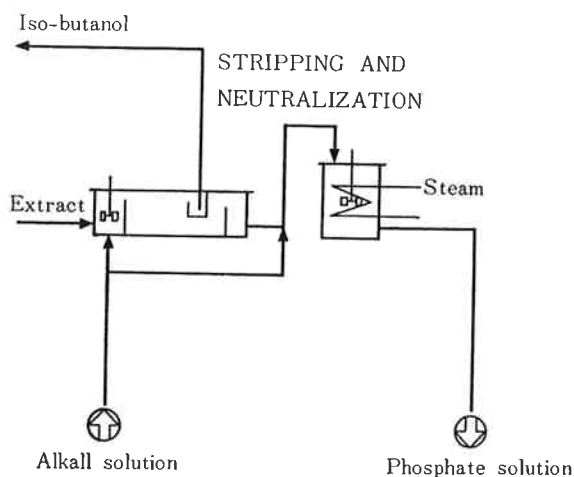 Iso-butanol
STRIPPING AND
NEUTRALIZATION
Extract
Steam
Alkall solution
Phosphate solution